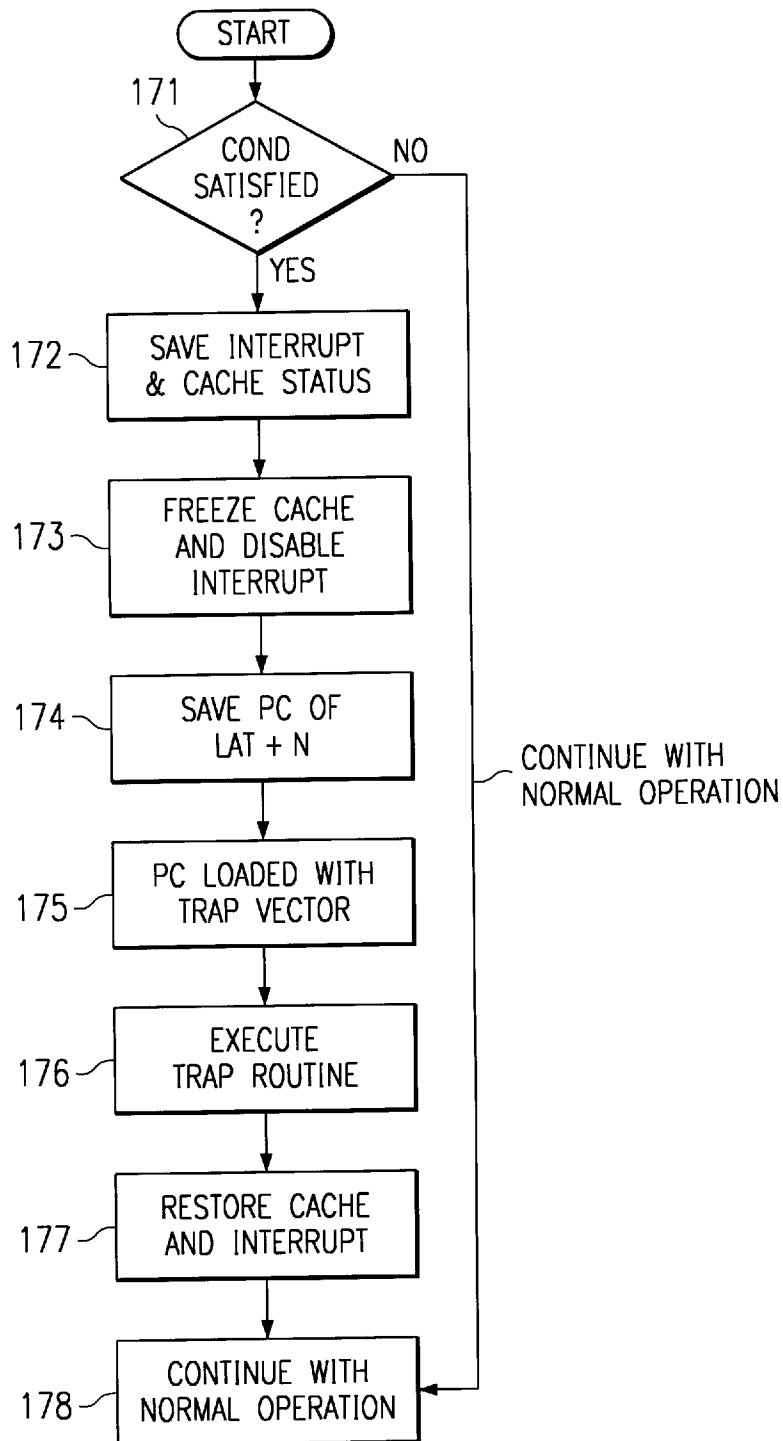 START
171
COND
SATISFIED
?
NO
YES
172
SAVE INTERRUPT
& CACHE STATUS
173
FREEZE CACHE
AND DISABLE
INTERRUPT
174
SAVE PC OF
LAT + N
CONTINUE WITH
NORMAL OPERATION
175
PC LOADED WITH
TRAP VECTOR
176
EXECUTE
TRAP ROUTINE
177
RESTORE CACHE
AND INTERRUPT
178
CONTINUE WITH
NORMAL OPERATION